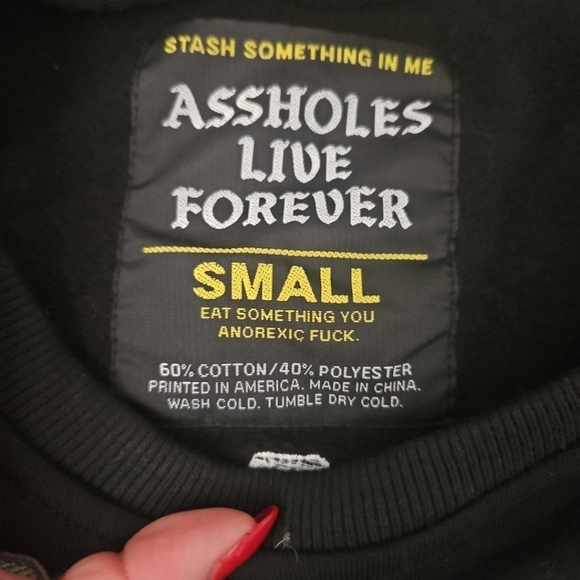 STASH SOMETHING IN ME
ASSHOLES
LIVE
FOREVER
SMALL
EAT SOMETHING YOU
ANOREXIC FUCK.
60% COTTON/40% POLYESTER
PRINTED IN AMERICA. MADE IN CHINA.
WASH COLD. TUMBLE DRY COLD.